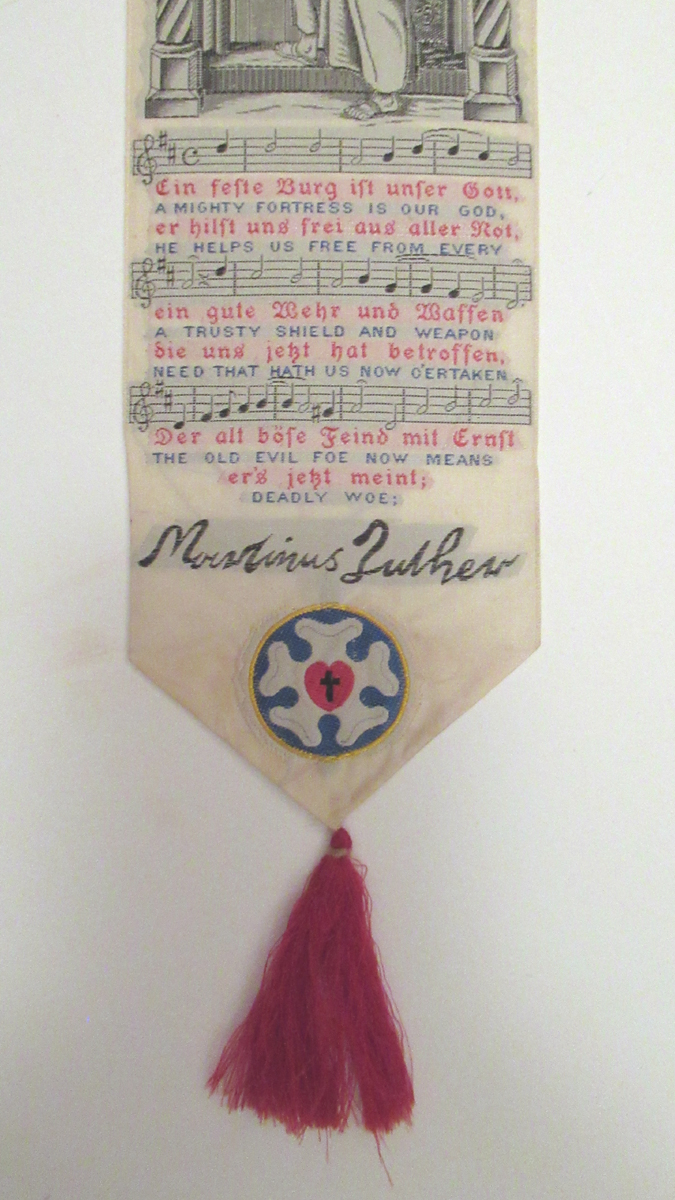 Ein feste Burg ist unser Gott,
A MIGHTY FORTRESS IS OUR GOD,
er hilft uns frei aus aller Not,
HE HELPS US FREE FROM EVERY
ein gute Wehr und Waffen
A TRUSTY SHIELD AND WEAPON
die uns jetzt hat betroffen,
NEED THAT HATH US NOW O'ERTAKEN
Der alt böse Feind mit Ernst
THE OLD EVIL FOE NOW MEANS
er's jetzt meint;
DEADLY WOE;
Martinus Luther